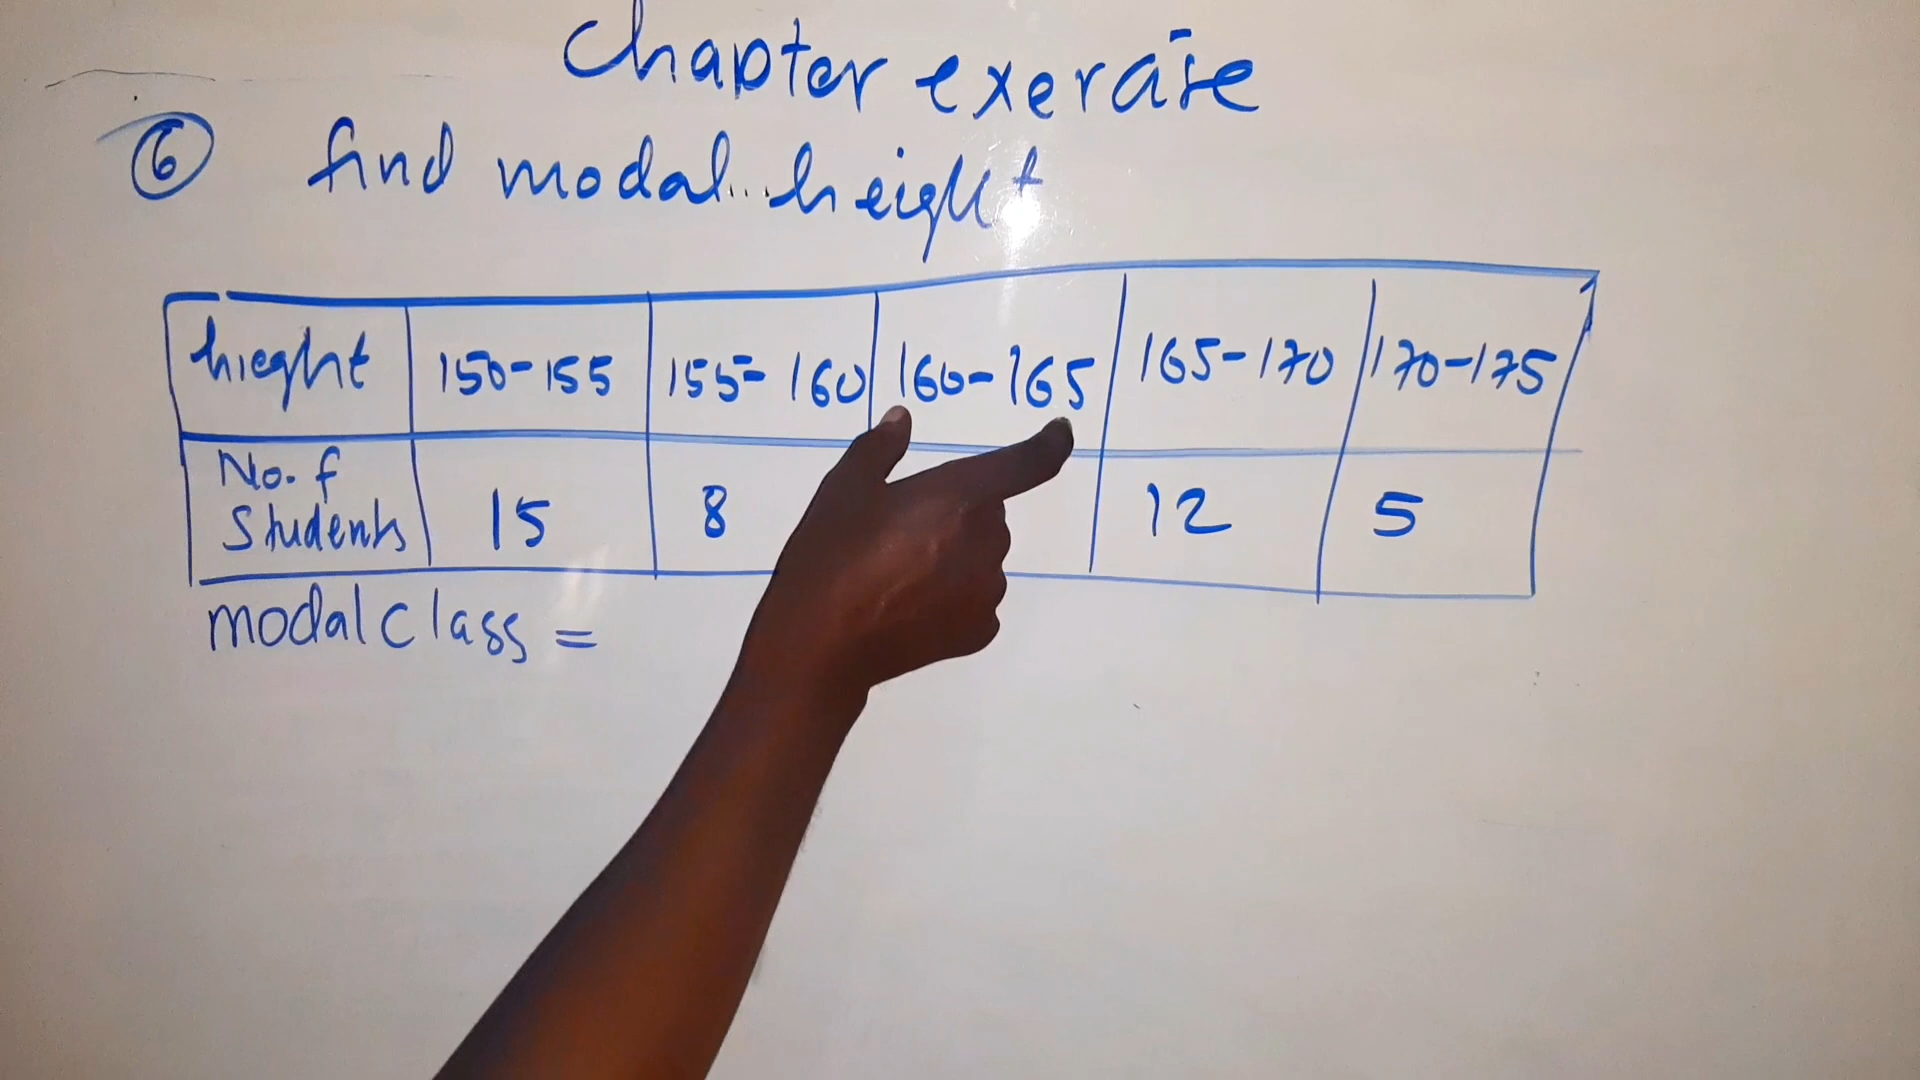 Chapter exercise
6 find modal height
hieght 150-155 155-160 160-165 165-170 170-175
No. f
Students 15 8 12 5
modal class =